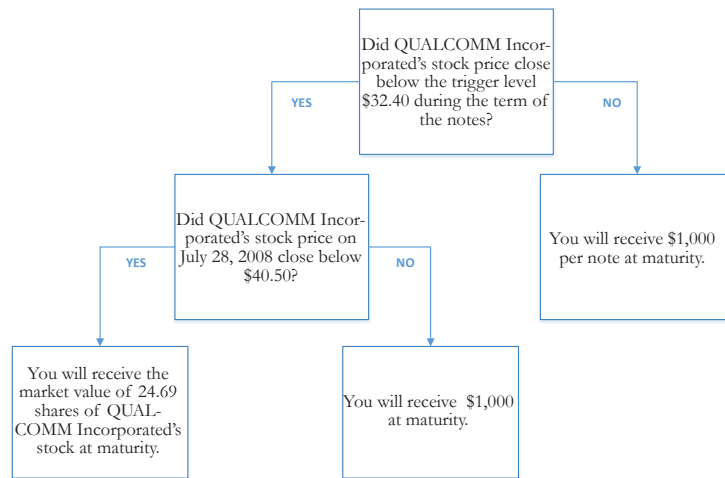 Did QUALCOMM Incor-
porated's stock price close
below the trigger level
$32.40 during the term of
the notes?
YES
NO
Did QUALCOMM Incor-
porated's stock price on
July 28, 2008 close below
$40.50?
You will receive $1,000
per note at maturity.
YES
NO
You will receive the
market value of 24.69
shares of QUAL-
COMM Incorporated's
stock at maturity.
You will receive $1,000
at maturity.